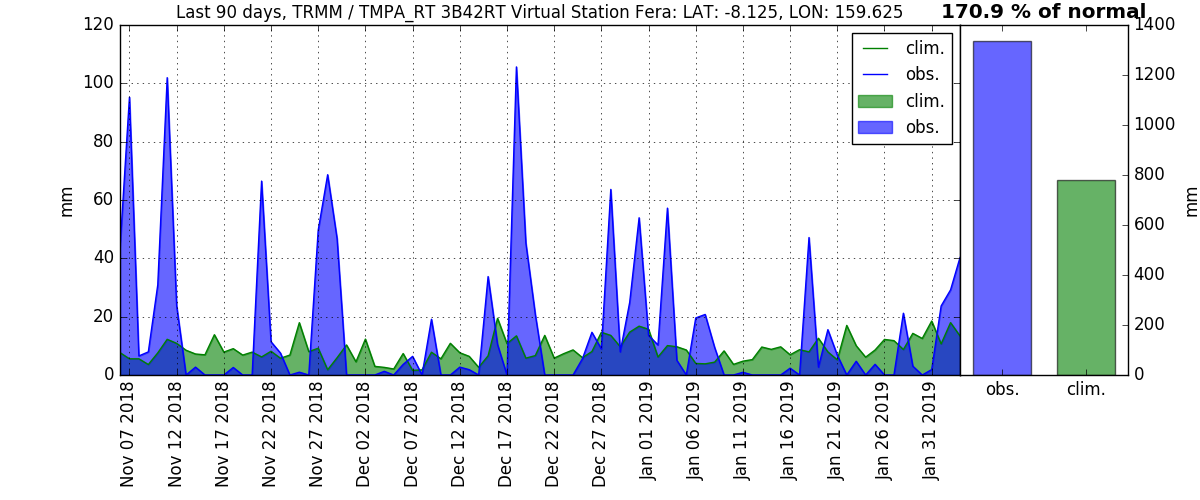 Last 90 days, TRMM / TMPA_RT 3B42RT Virtual Station Fera: LAT: -8.125, LON: 159.625
170.9 % of normal
120
100
80
60
40
20
0
mm
clim.
obs.
clim.
obs.
1400
1200
1000
800
600
400
200
0
mm
obs.
clim.
Nov 07 2018
Nov 12 2018
Nov 17 2018
Nov 22 2018
Nov 27 2018
Dec 02 2018
Dec 07 2018
Dec 12 2018
Dec 17 2018
Dec 22 2018
Dec 27 2018
Jan 01 2019
Jan 06 2019
Jan 11 2019
Jan 16 2019
Jan 21 2019
Jan 26 2019
Jan 31 2019